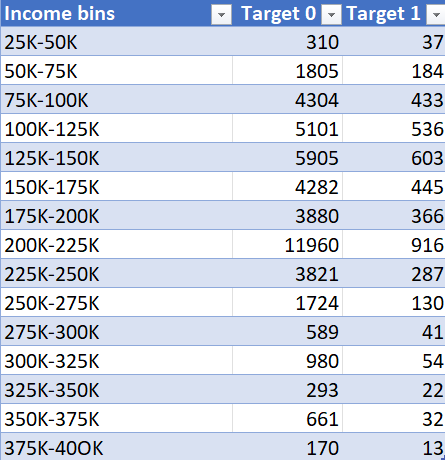 Income bins Target 0 Target 1
25K-50K 310 37
50K-75K 1805 184
75K-100K 4304 433
100K-125K 5101 536
125K-150K 5905 603
150K-175K 4282 445
175K-200K 3880 366
200K-225K 11960 916
225K-250K 3821 287
250K-275K 1724 130
275K-300K 589 41
300K-325K 980 54
325K-350K 293 22
350K-375K 661 32
375K-40OK 170 13